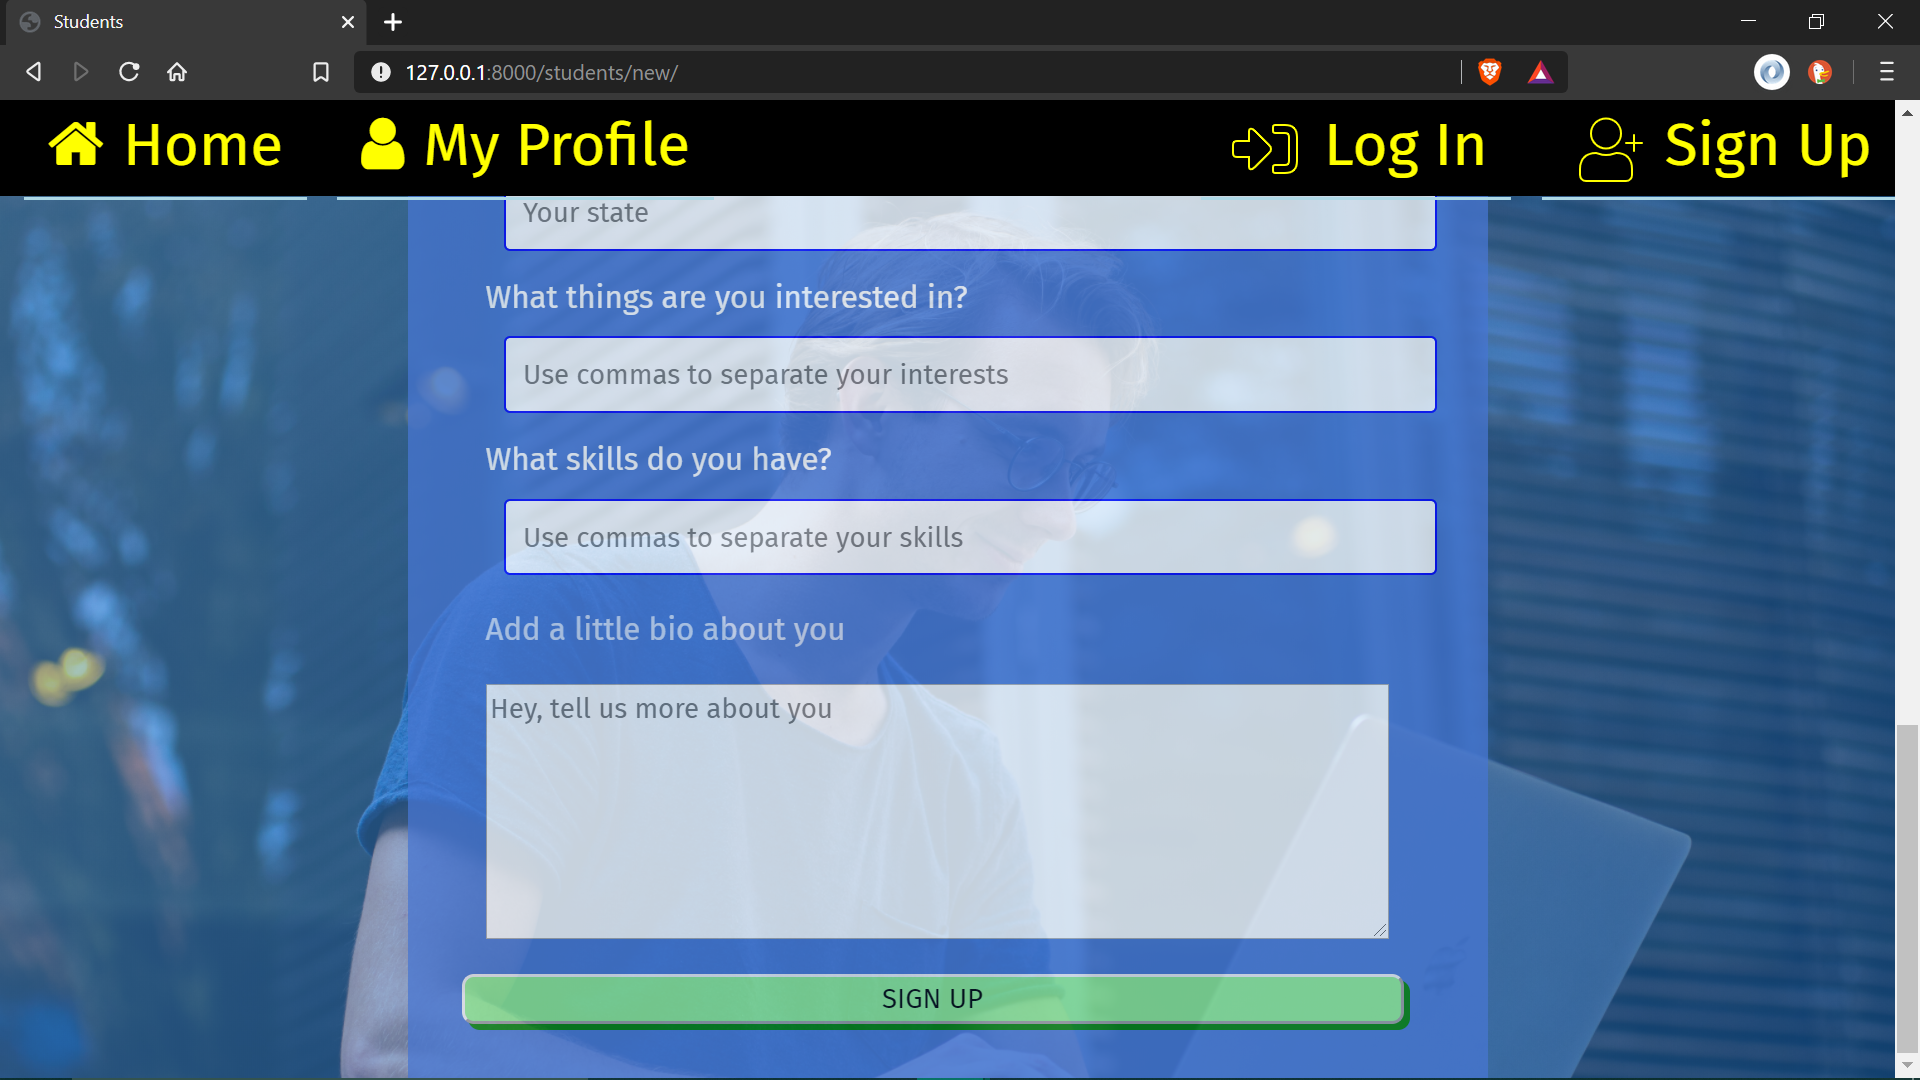 Students
127.0.0.1:8000/students/new/
Home
My Profile
Log In
Sign Up
Your state
What things are you interested in?
Use commas to separate your interests
What skills do you have?
Use commas to separate your skills
Add a little bio about you
Hey, tell us more about you
SIGN UP